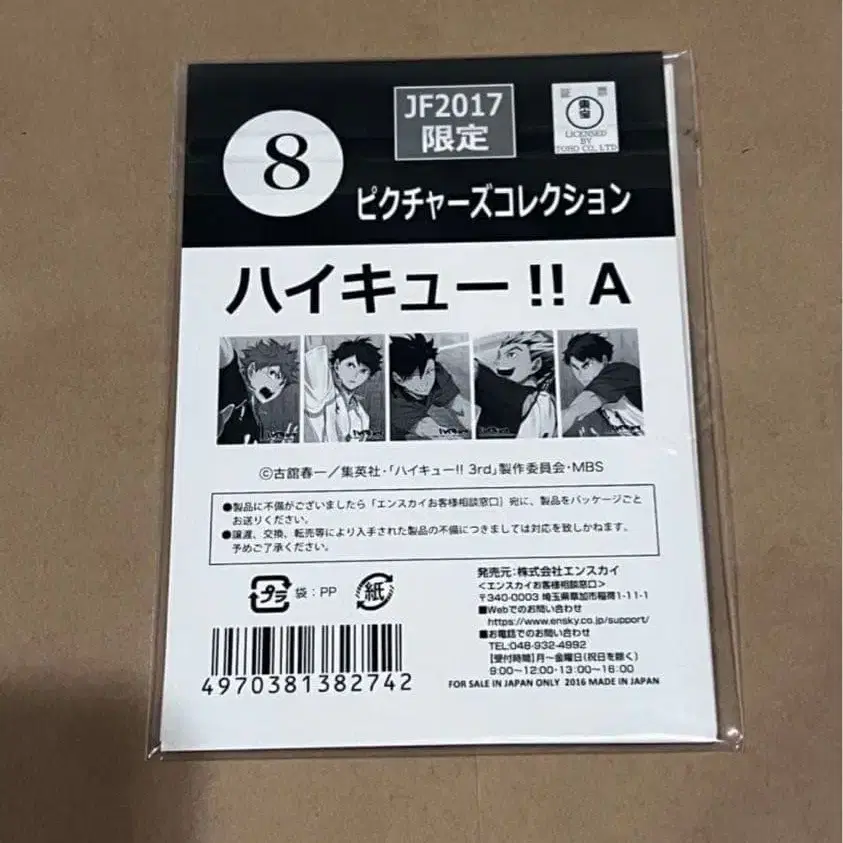 8
JF2017
限定
証 票
東宝
LICENSED
BY
TOHO CO., LTD
ピクチャーズコレクション
ハイキュー!! A
©古舘春一／集英社・「ハイキュー!! 3rd」製作委員会・MBS
●製品に不備がございましたら「エンスカイお客様相談窓口」宛に、製品をパッケージごと
お送りください。
●譲渡、交換、転売等により入手された製品の不備につきましては対応を致しかねます。
予めご了承ください。
プラ 袋：PP 紙
発売元：株式会社エンスカイ
＜エンスカイお客様相談窓口＞
〒340-0003 埼玉県草加市稲荷1-11-1
■Webでのお問い合わせ
https://www.ensky.co.jp/support/
■お電話でのお問い合わせ
TEL:048-932-4992
【受付時間】月～金曜日(祝日を除く)
9:00～12:00・13:00～16:00
4970381382742
FOR SALE IN JAPAN ONLY 2016 MADE IN JAPAN